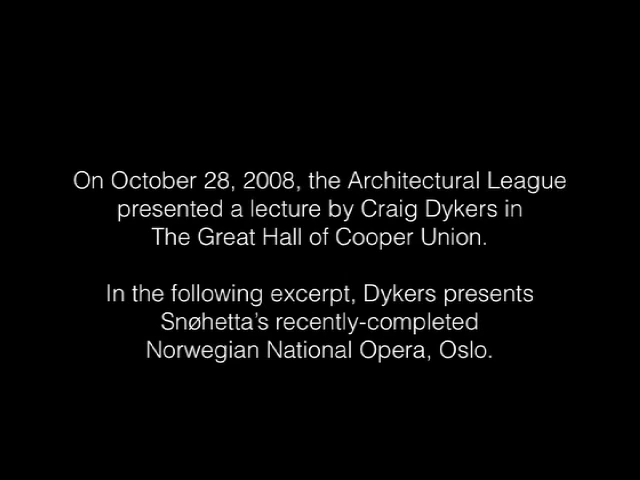 On October 28, 2008, the Architectural League
presented a lecture by Craig Dykers in
The Great Hall of Cooper Union.
In the following excerpt, Dykers presents
Snøhetta’s recently-completed
Norwegian National Opera, Oslo.